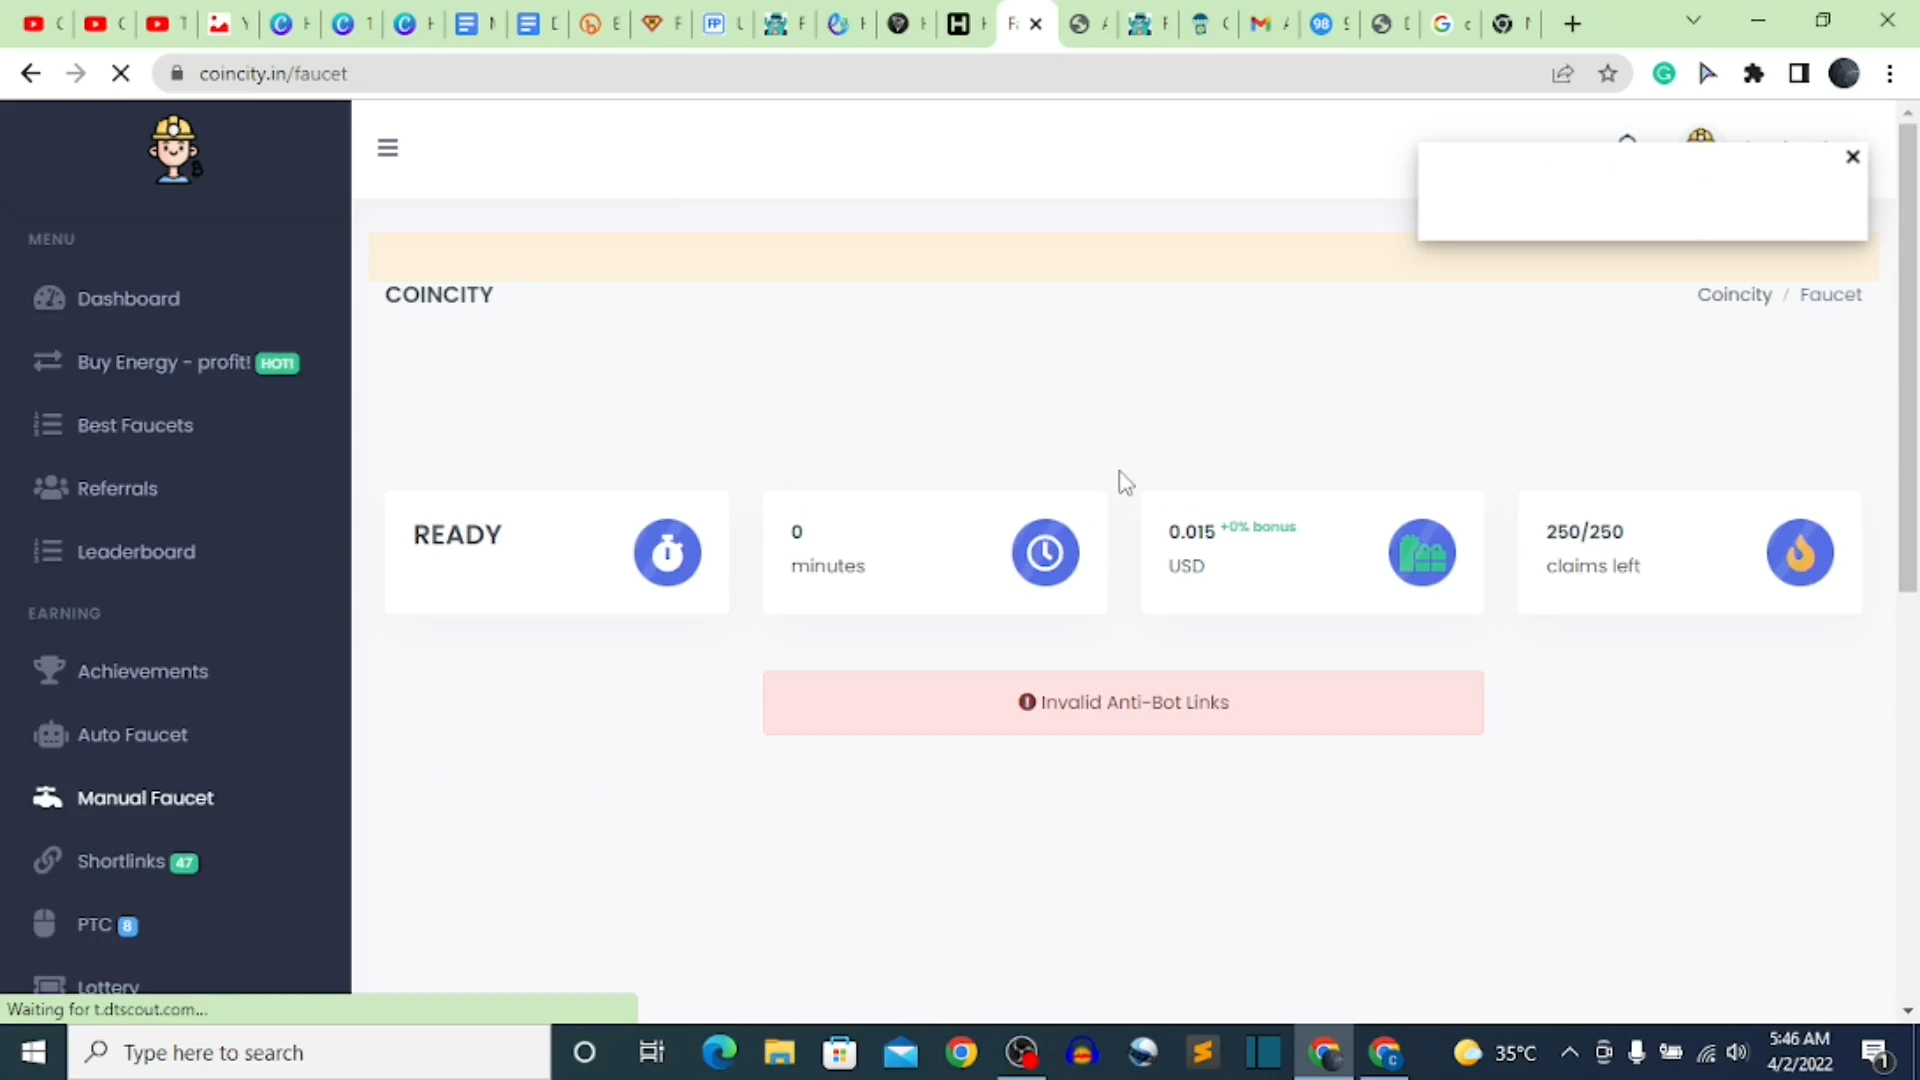 coincity.in/faucet
MENU
Dashboard
Buy Energy - profit! HOT!
Best Faucets
Referrals
Leaderboard
EARNING
Achievements
Auto Faucet
Manual Faucet
Shortlinks 47
PTC 8
Lottery
COINCITY
Coincity / Faucet
READY
0
minutes
0.015 +0% bonus
USD
250/250
claims left
Invalid Anti-Bot Links
Waiting for t.dtscout.com...
Type here to search
35°C
5:46 AM
4/2/2022
1